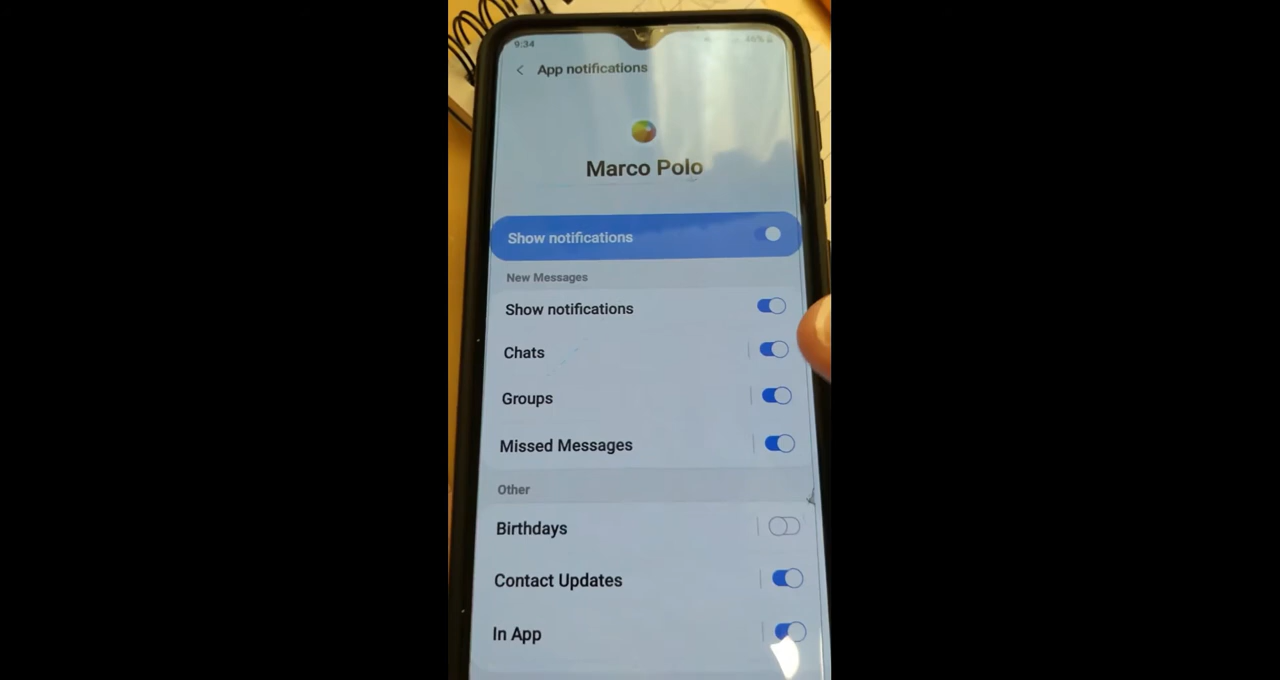 9:34
46%
App notifications
Marco Polo
Show notifications
New Messages
Show notifications
Chats
Groups
Missed Messages
Other
Birthdays
Contact Updates
In App